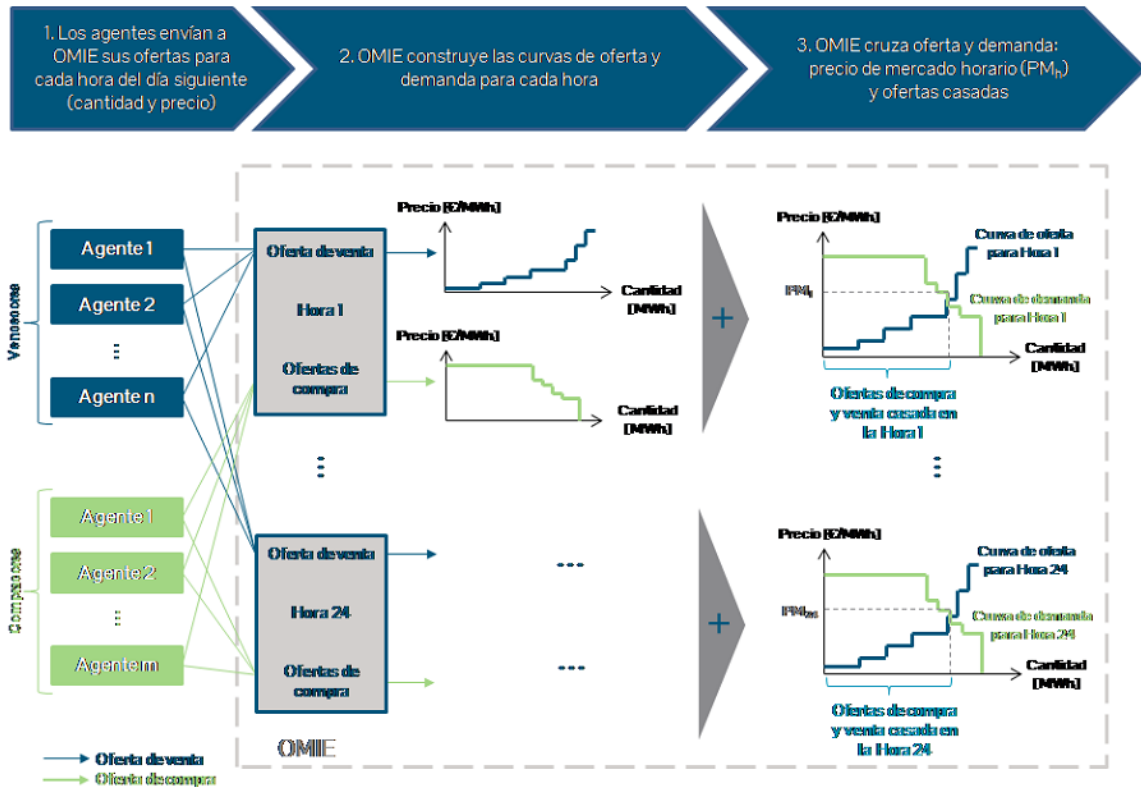 1. Los agentes envían a
OMIE sus ofertas para
cada hora del día siguiente
(cantidad y precio)
2. OMIE construye las curvas de oferta y
demanda para cada hora
3. OMIE cruza oferta y demanda:
precio de mercado horario (PMh)
y ofertas casadas
Vendedores
Agente 1
Agente 2
...
Agente n
Compradores
Agente 1
Agente 2
...
Agente m
Oferta de venta
Hora 1
Ofertas de
compra
Precio [€/MWh]
Cantidad
[MWh]
Precio [€/MWh]
Cantidad
[MWh]
...
Oferta de venta
Hora 24
Ofertas de
compra
...
...
OMIE
+
Precio [€/MWh]
Curva de oferta
para Hora 1
PM1
Curva de demanda
para Hora 1
Cantidad
[MWh]
Ofertas de compra
y venta casada en
la Hora 1
...
+
Precio [€/MWh]
Curva de oferta
para Hora 24
PM24
Curva de demanda
para Hora 24
Cantidad
[MWh]
Ofertas de compra
y venta casada en
la Hora 24
Oferta de venta
Oferta de compra